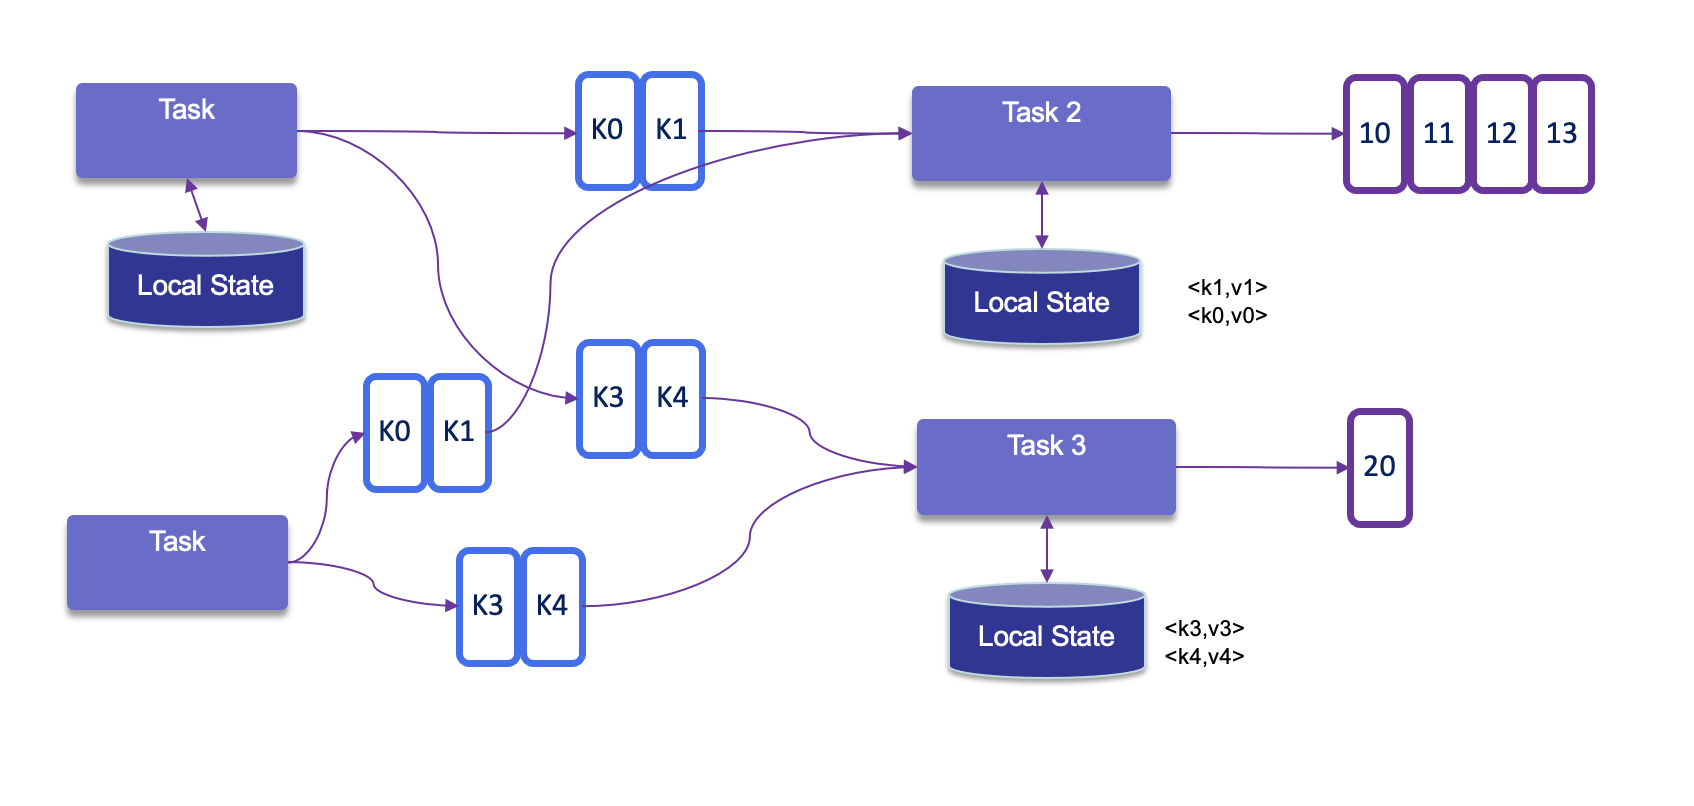 Task
K0
K1
Task 2
10
11
12
13
Local State
Local State
<k1,v1>
<k0,v0>
K3
K4
K0
K1
Task 3
20
Task
K3
K4
Local State
<k3,v3>
<k4,v4>